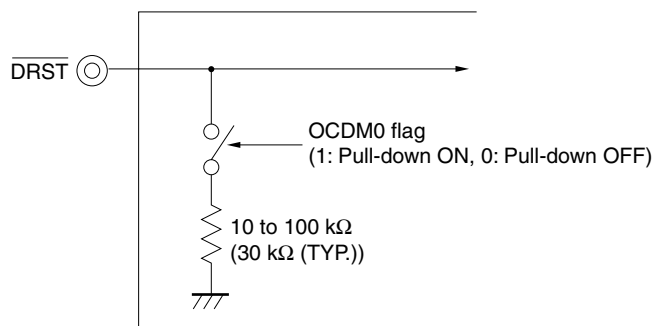 DRST
OCDM0 flag
(1: Pull-down ON, 0: Pull-down OFF)
10 to 100 kΩ
(30 kΩ (TYP.))